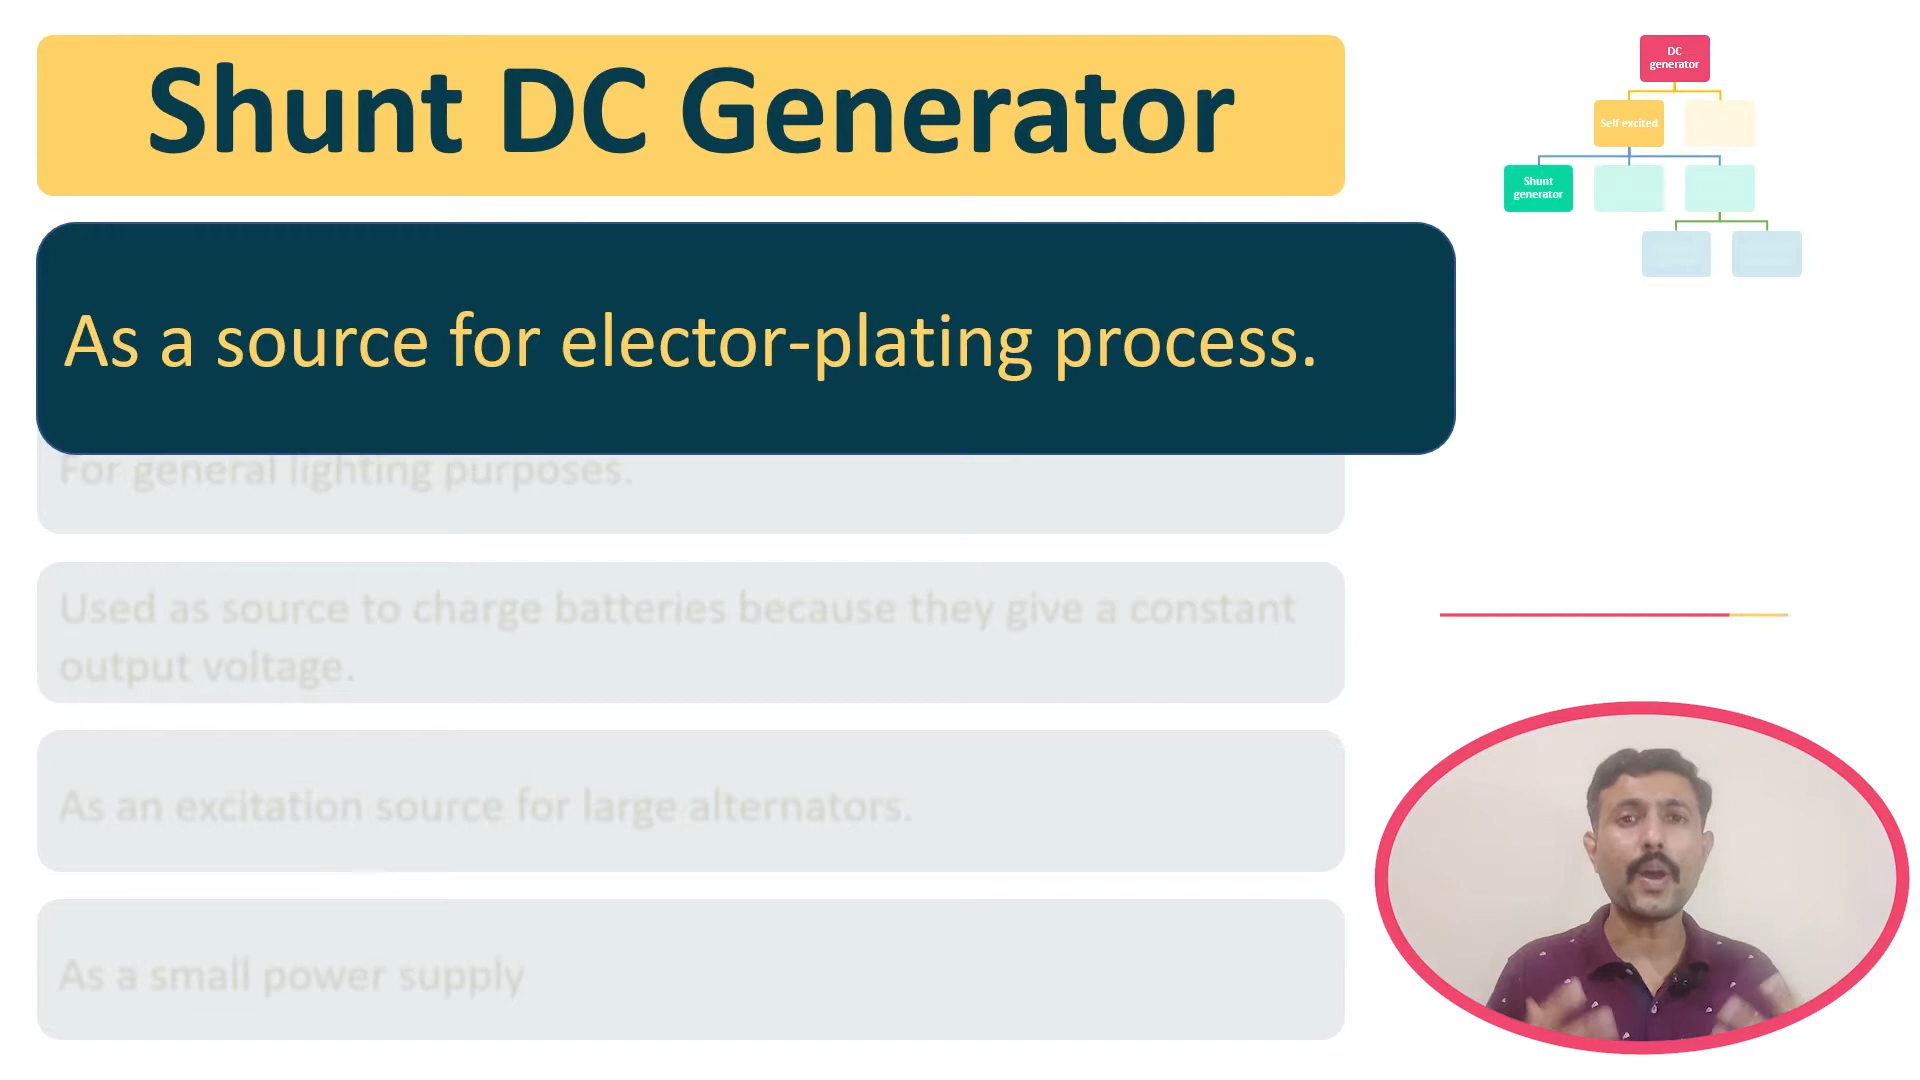 Shunt DC Generator
As a source for elector-plating process.
For general lighting purposes.
Used as source to charge batteries because they give a constant
output voltage.
As an excitation source for large alternators.
As a small power supply
DC
generator
Self excited
Shunt
generator